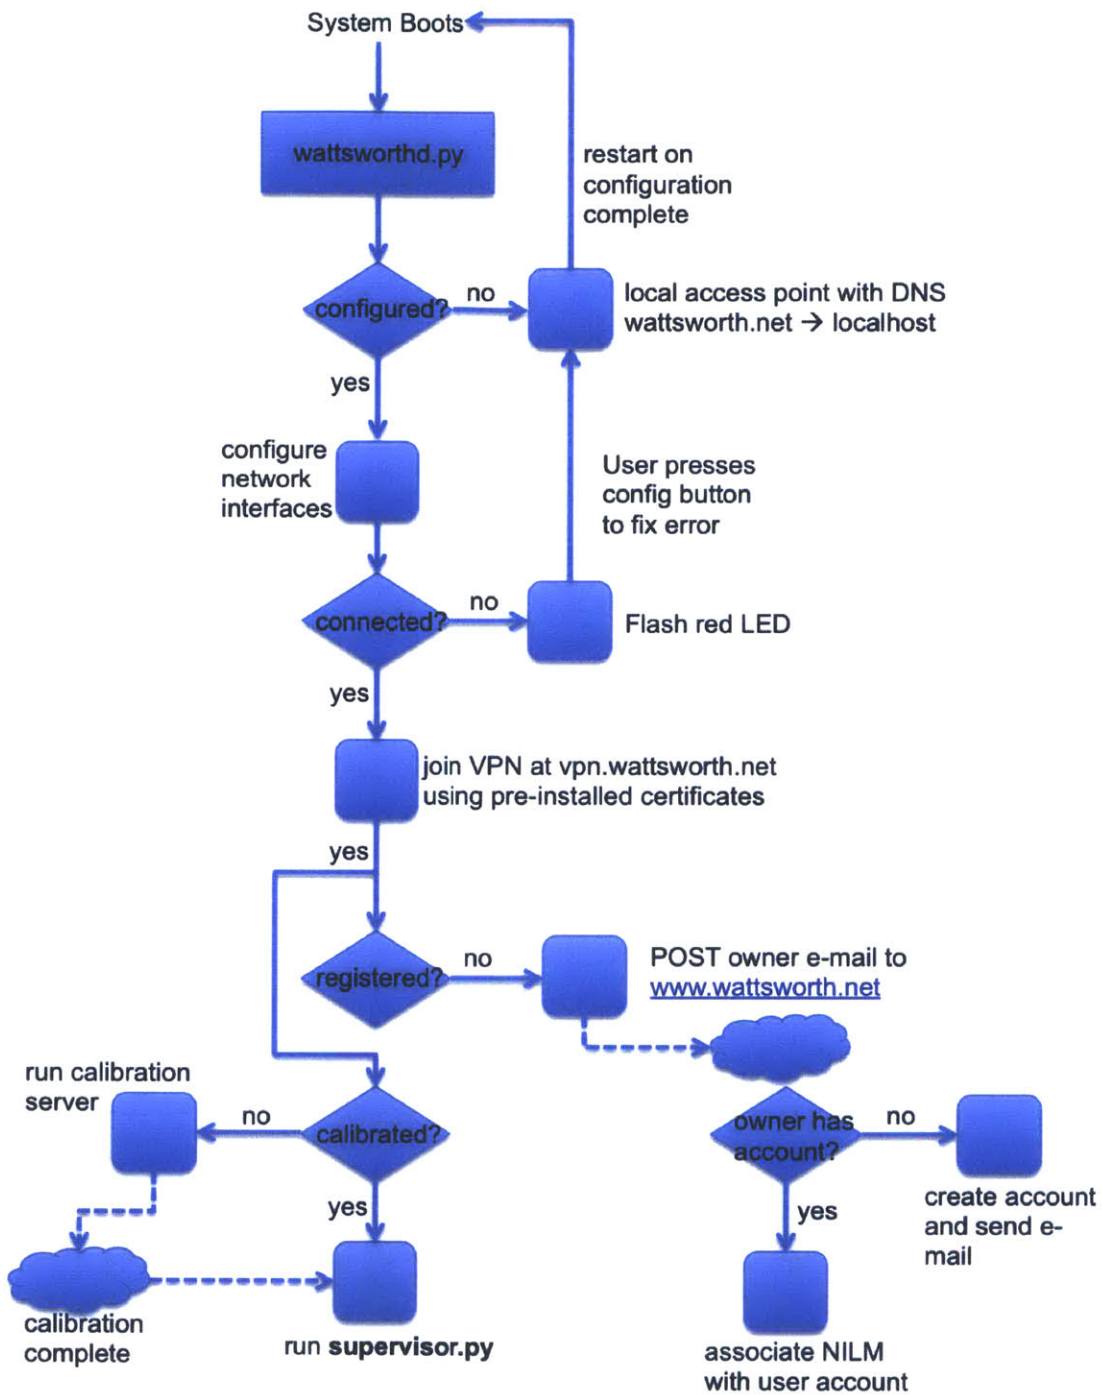 System Boots
wattsworthd.py
restart on
configuration
complete
configured?
no
local access point with DNS
wattsworth.net → localhost
yes
configure
network
interfaces
User presses
config button
to fix error
connected?
no
Flash red LED
yes
join VPN at vpn.wattsworth.net
using pre-installed certificates
yes
registered?
no
POST owner e-mail to
www.wattsworth.net
run calibration
server
no
calibrated?
owner has
account?
no
yes
yes
create account
and send e-
mail
calibration
complete
run supervisor.py
associate NILM
with user account